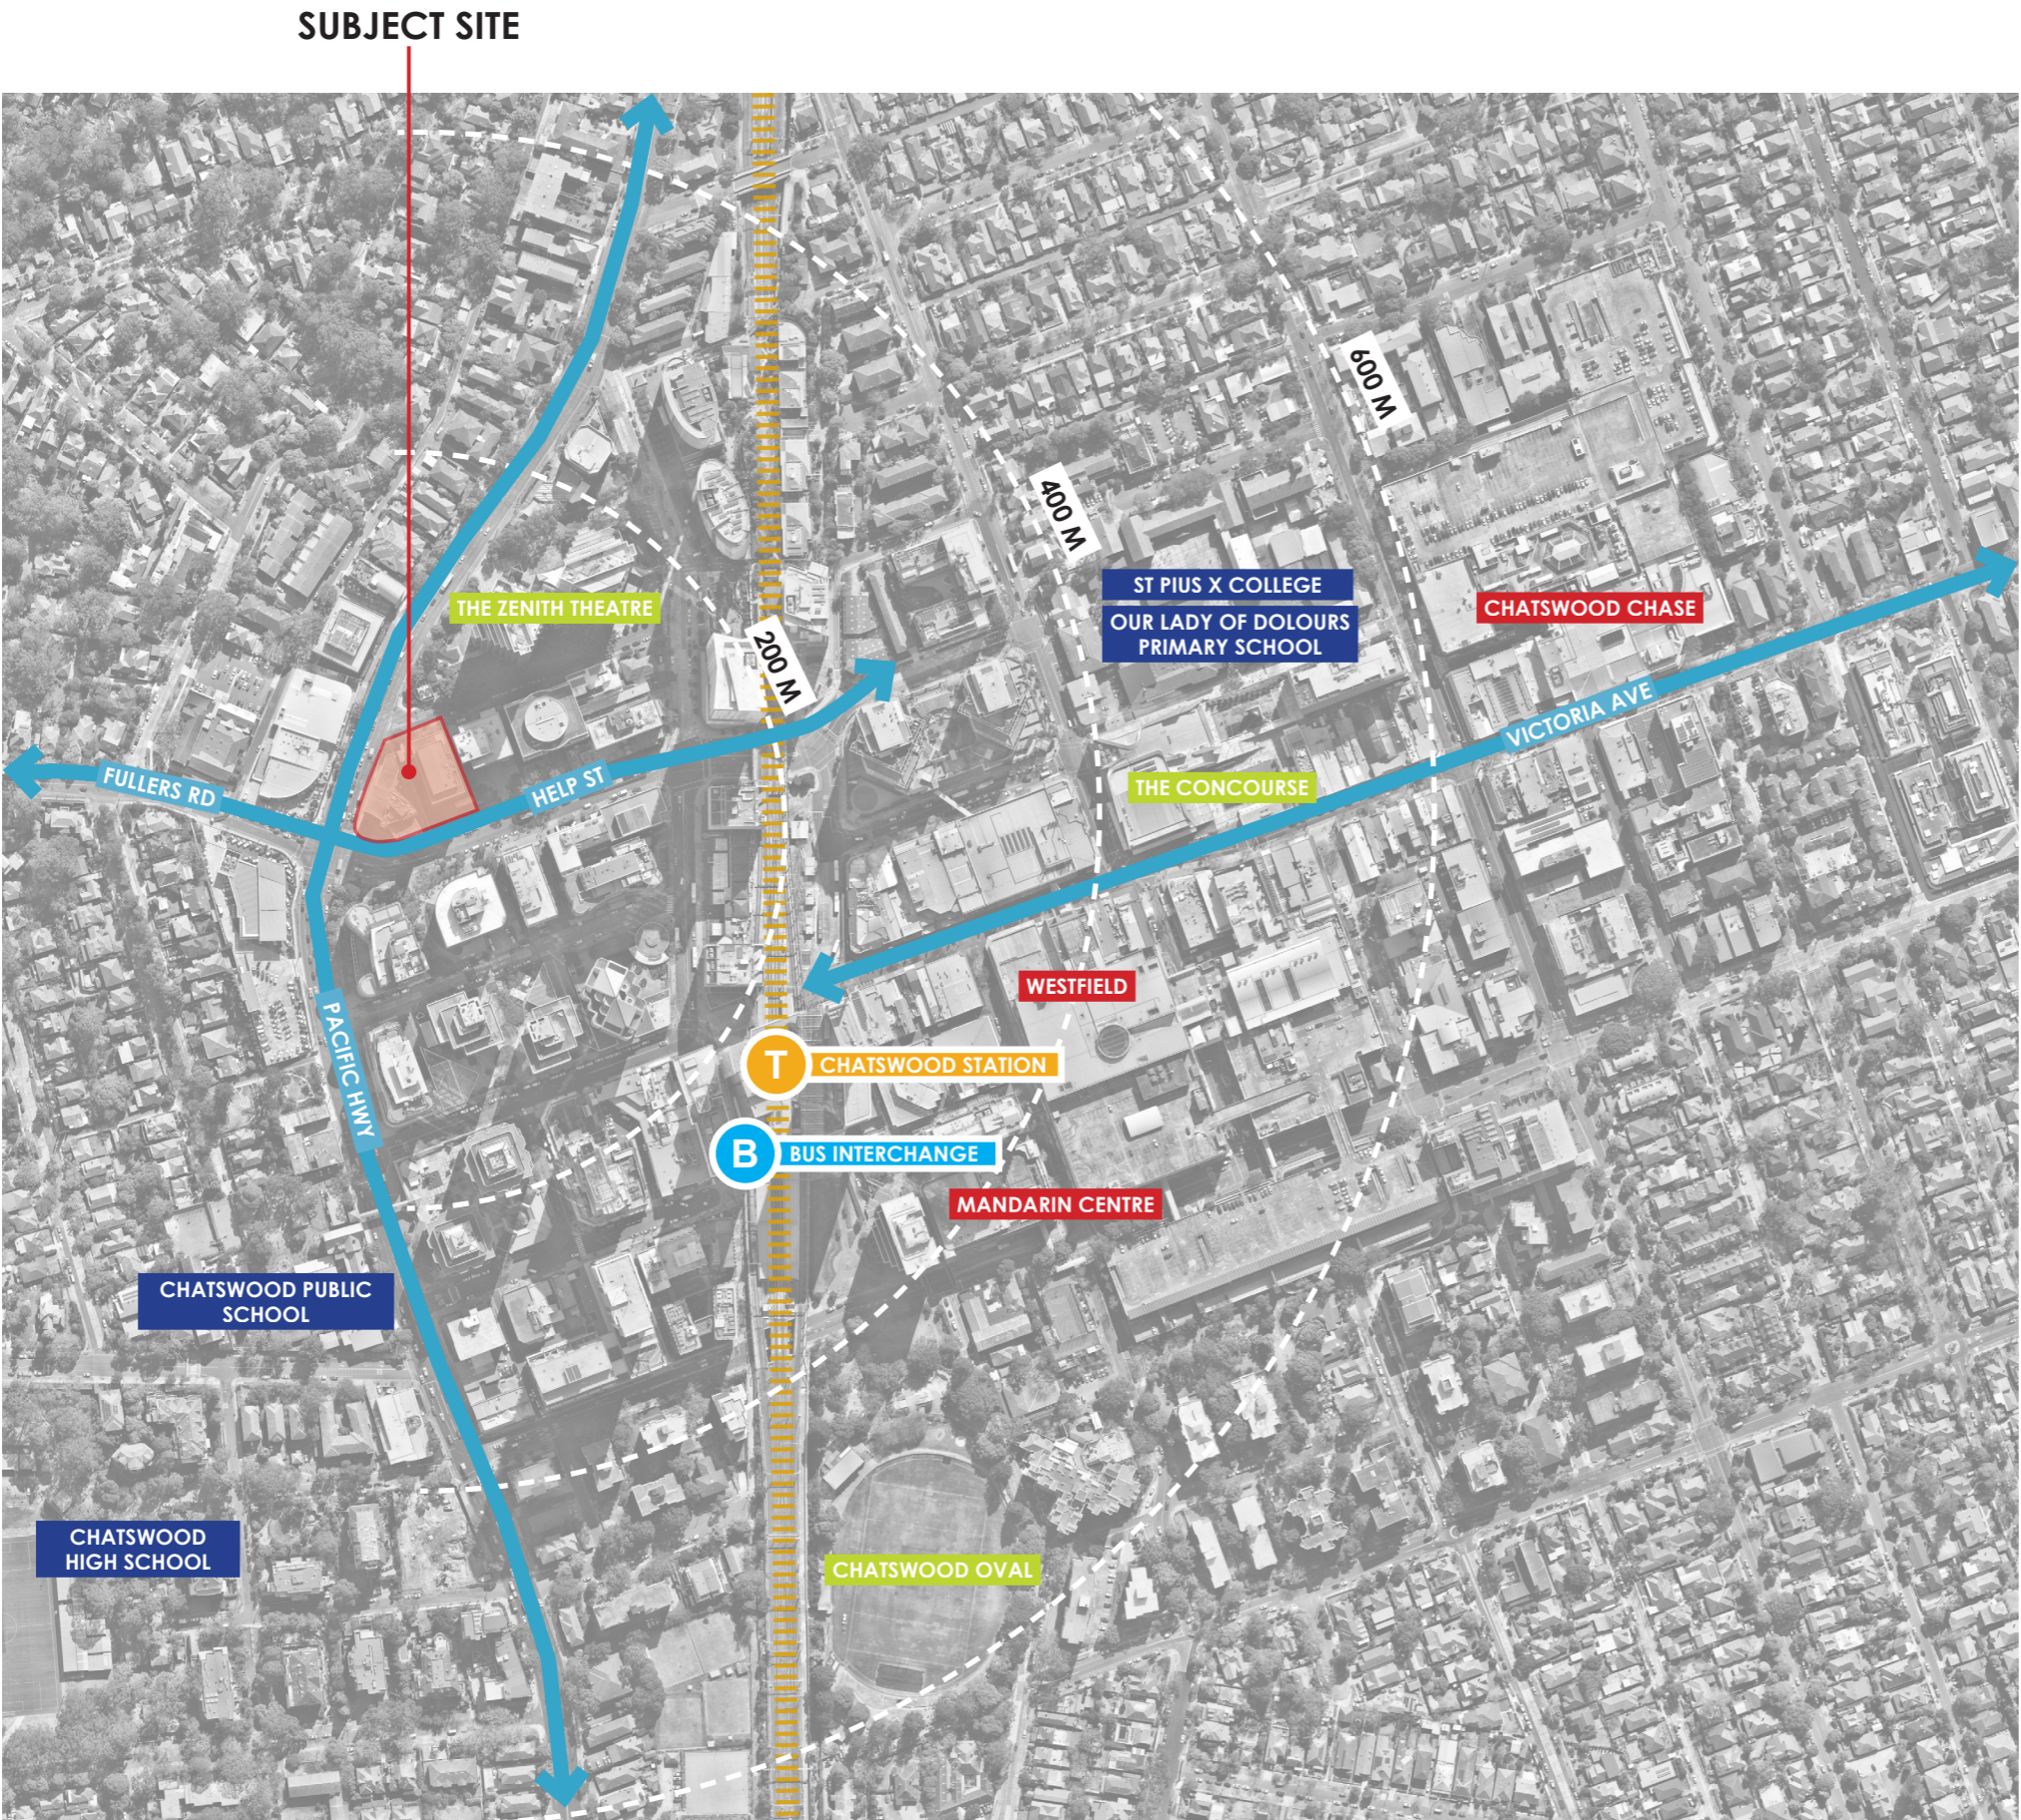 SUBJECT SITE
600 M
400 M
ST PIUS X COLLEGE
THE ZENITH THEATRE
CHATSWOOD CHASE
OUR LADY OF DOLOURS
PRIMARY SCHOOL
200 M
VICTORIA AVE
FULLERS RD
HELP ST
THE CONCOURSE
WESTFIELD
PACIFIC HWY
T
CHATSWOOD STATION
B
BUS INTERCHANGE
MANDARIN CENTRE
CHATSWOOD PUBLIC
SCHOOL
CHATSWOOD
HIGH SCHOOL
CHATSWOOD OVAL